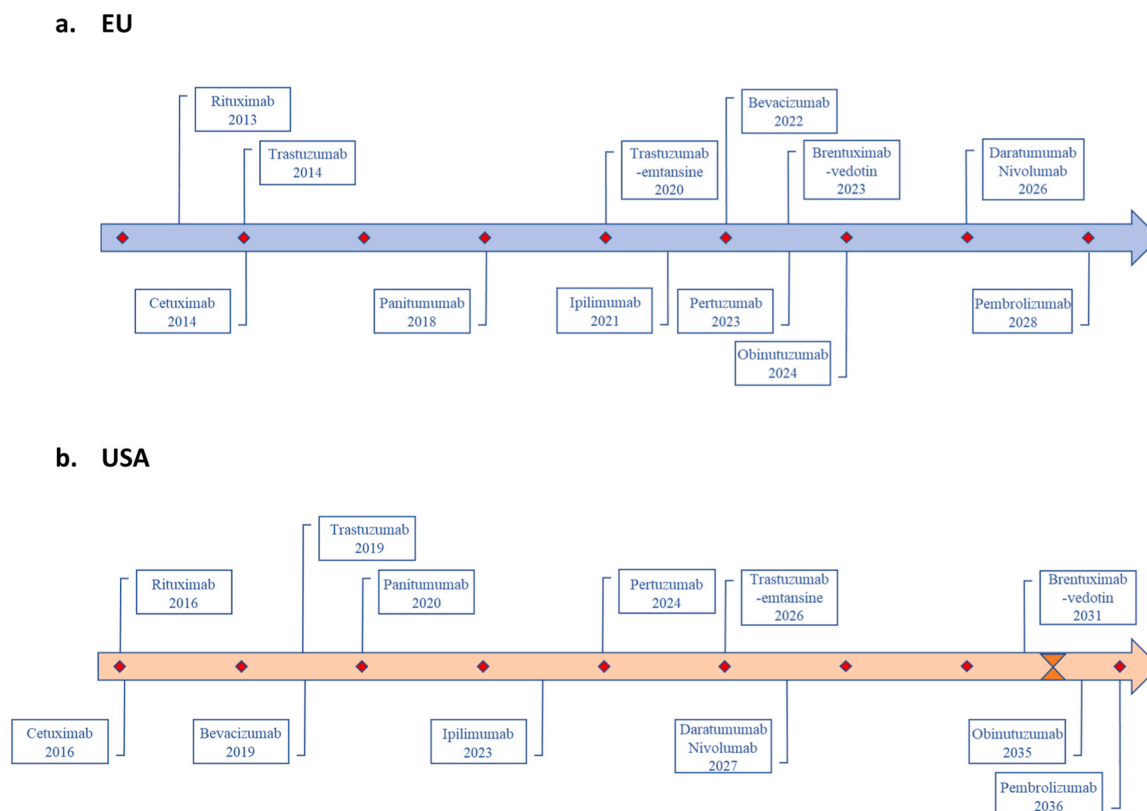 a. EU
Rituximab
2013
Bevacizumab
2022
Trastuzumab
2014
Trastuzumab
-emtansine
2020
Brentuximab
-vedotin
2023
Daratumumab
Nivolumab
2026
Cetuximab
2014
Panitumumab
2018
Ipilimumab
2021
Pertuzumab
2023
Pembrolizumab
2028
Obinutuzumab
2024
b. USA
Trastuzumab
2019
Rituximab
2016
Panitumumab
2020
Pertuzumab
2024
Trastuzumab
-emtansine
2026
Brentuximab
-vedotin
2031
Cetuximab
2016
Bevacizumab
2019
Ipilimumab
2023
Daratumumab
Nivolumab
2027
Obinutuzumab
2035
Pembrolizumab
2036